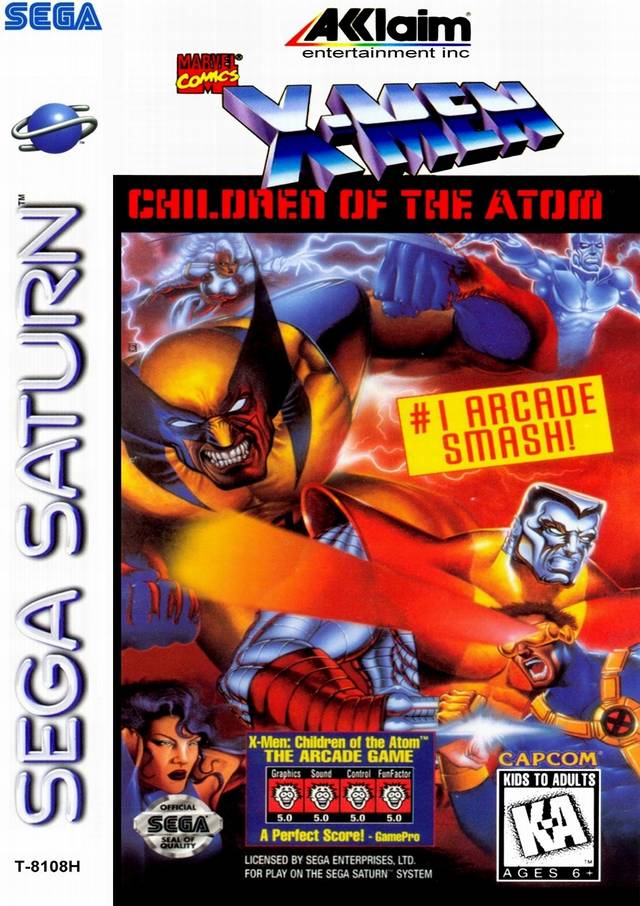 SEGA
AKklaim
entertainment inc
MARVEL®
COMICS
X-MEN
CHILDREN OF THE ATOM
SEGA SATURN™
#1 ARCADE
SMASH!
X-Men: Children of the Atom™
THE ARCADE GAME
Graphics Sound Control FunFactor
5.0 5.0 5.0 5.0
A Perfect Score! - GamePro
OFFICIAL
SEGA
SEAL OF
QUALITY
CAPCOM®
KIDS TO ADULTS
K-A
™
AGES 6+
T-8108H
LICENSED BY SEGA ENTERPRISES, LTD.
FOR PLAY ON THE SEGA SATURN™ SYSTEM